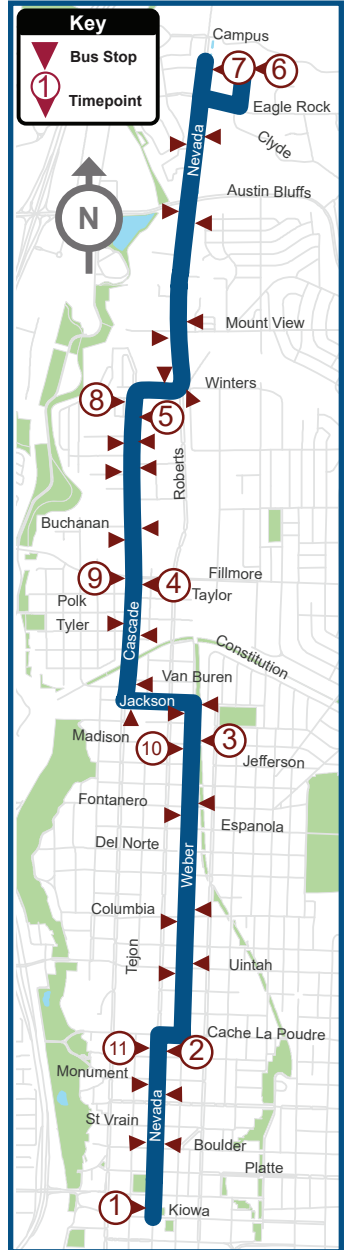 Key
Bus Stop
1
Timepoint
N
Campus
7
6
Eagle Rock
Clyde
Nevada
Austin Bluffs
Mount View
Winters
8
5
Roberts
Buchanan
9
4
Fillmore
Polk
Taylor
Tyler
Cascade
Constitution
Van Buren
Jackson
Madison
10
3
Jefferson
Fontanero
Espanola
Del Norte
Weber
Columbia
Tejon
Uintah
Cache La Poudre
11
2
Monument
Nevada
St Vrain
Boulder
Platte
1
Kiowa